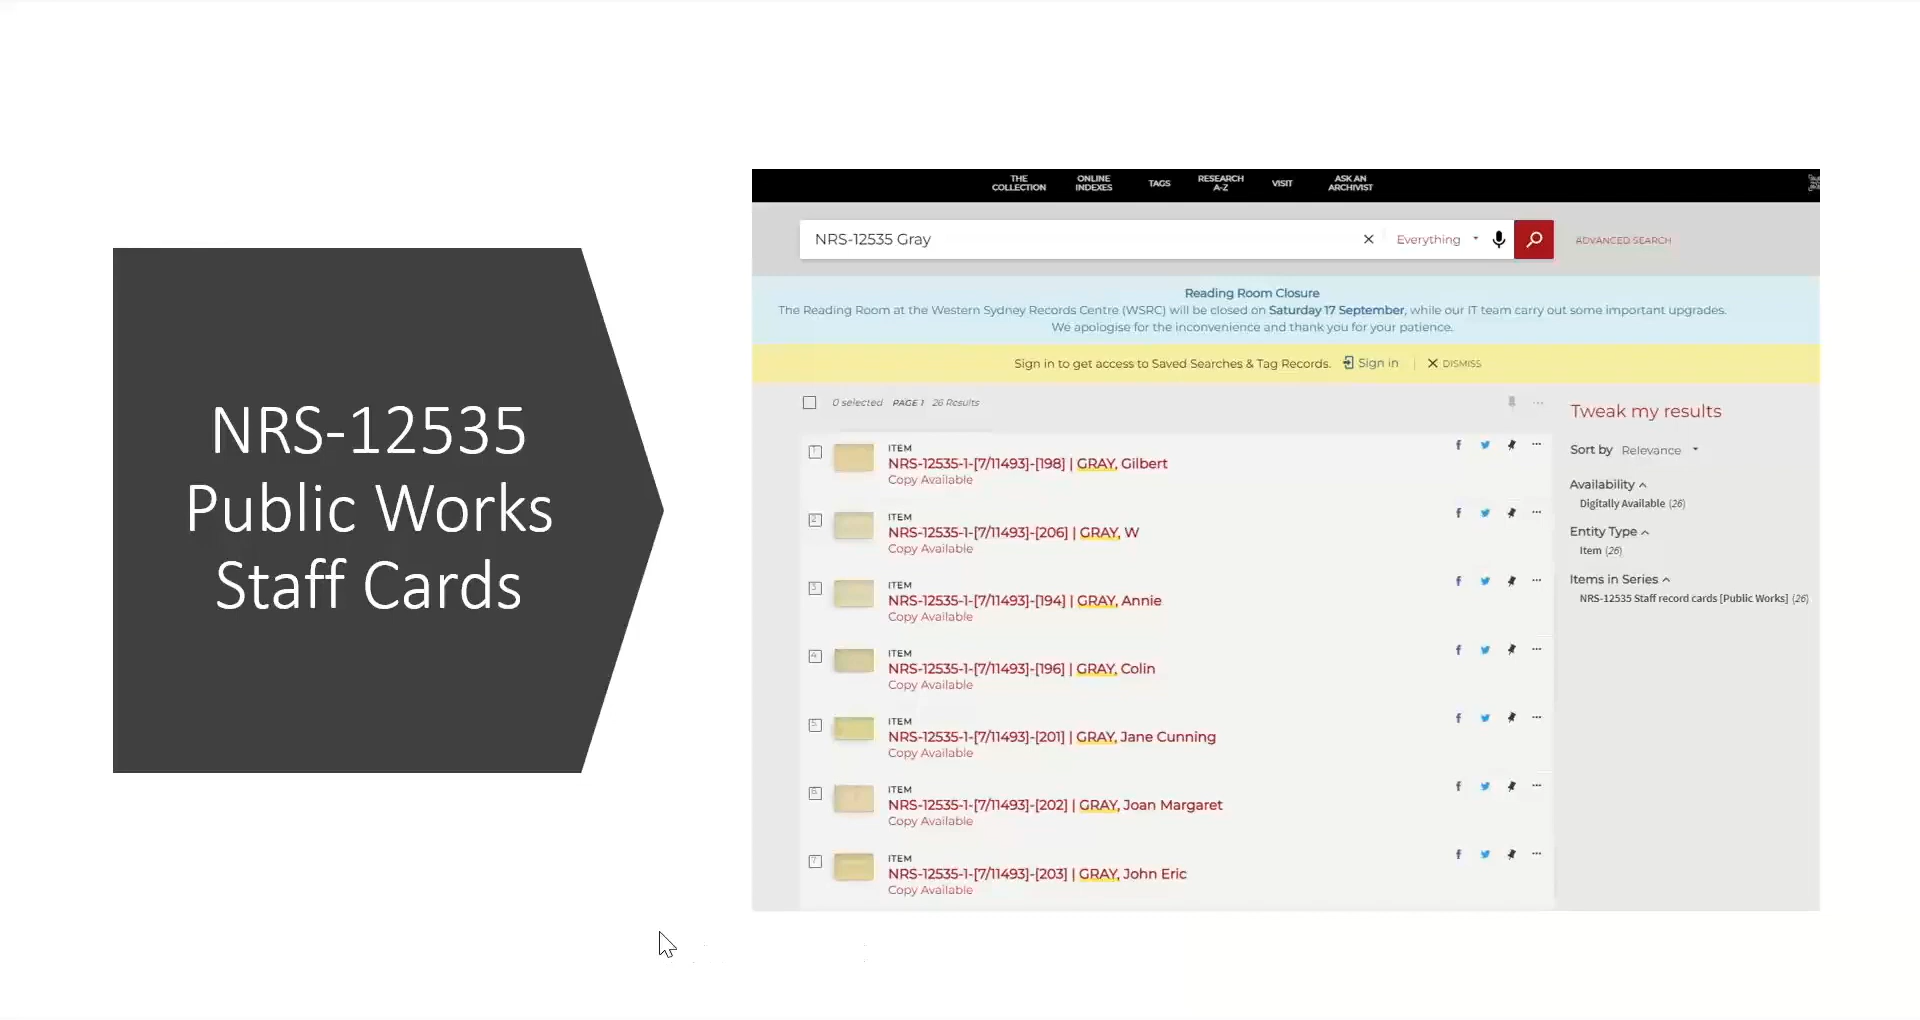 NRS-12535
Public Works
Staff Cards
THE COLLECTION
ONLINE INDEXES
TAGS
RESEARCH A-Z
VISIT
ASK AN ARCHIVIST
NRS-12535 Gray
Everything
ADVANCED SEARCH
Reading Room Closure
The Reading Room at the Western Sydney Records Centre (WSRC) will be closed on Saturday 17 September, while our IT team carry out some important upgrades.
We apologise for the inconvenience and thank you for your patience.
Sign in to get access to Saved Searches & Tag Records. Sign in | DISMISS
0 selected PAGE 1 26 Results
1
ITEM
NRS-12535-1-[7/11493]-[198] | GRAY, Gilbert
Copy Available
2
ITEM
NRS-12535-1-[7/11493]-[206] | GRAY, W
Copy Available
3
ITEM
NRS-12535-1-[7/11493]-[194] | GRAY, Annie
Copy Available
4
ITEM
NRS-12535-1-[7/11493]-[196] | GRAY, Colin
Copy Available
5
ITEM
NRS-12535-1-[7/11493]-[201] | GRAY, Jane Cunning
Copy Available
6
ITEM
NRS-12535-1-[7/11493]-[202] | GRAY, Joan Margaret
Copy Available
7
ITEM
NRS-12535-1-[7/11493]-[203] | GRAY, John Eric
Copy Available
Tweak my results
Sort by Relevance
Availability
Digitally Available (26)
Entity Type
Item (26)
Items in Series
NRS-12535 Staff record cards [Public Works] (26)